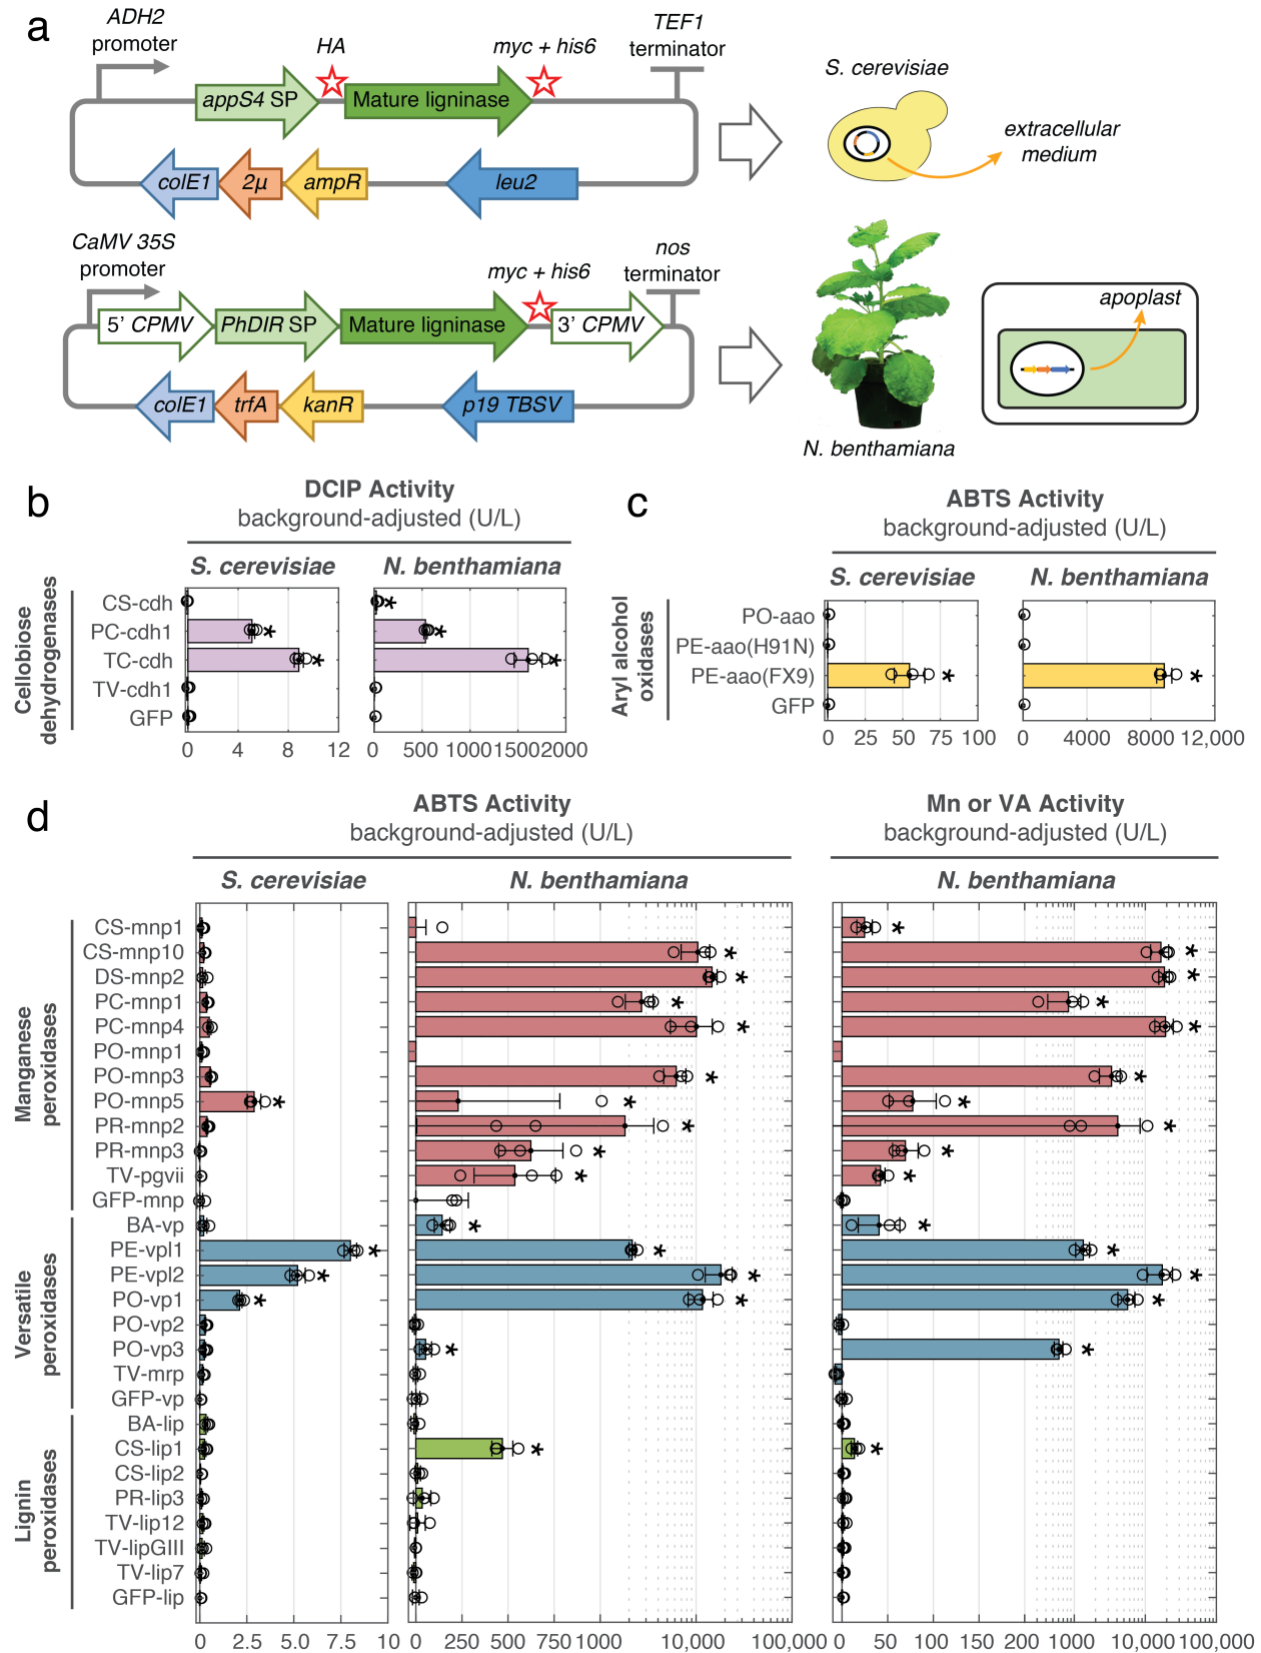 a
ADH2
promoter
HA
myc + his6
TEF1
terminator
appS4 SP
Mature ligninase
colE1
2μ
ampR
leu2
S. cerevisiae
extracellular
medium
CaMV 35S
promoter
myc + his6
nos
terminator
5' CPMV
PhDIR SP
Mature ligninase
3' CPMV
colE1
trfA
kanR
p19 TBSV
N. benthamiana
apoplast
b
DCIP Activity
background-adjusted (U/L)
S. cerevisiae
N. benthamiana
Cellobiose
dehydrogenases
CS-cdh
*
PC-cdh1
* *
TC-cdh
* *
TV-cdh1
GFP
0 4 8 12
0 500 1000 1500 2000
c
ABTS Activity
background-adjusted (U/L)
S. cerevisiae
N. benthamiana
Aryl alcohol
oxidases
PO-aao
PE-aao(H91N)
PE-aao(FX9)
* *
GFP
0 25 50 75 100
0 4000 8000 12,000
d
ABTS Activity
background-adjusted (U/L)
Mn or VA Activity
background-adjusted (U/L)
S. cerevisiae
N. benthamiana
N. benthamiana
Manganese
peroxidases
CS-mnp1
*
CS-mnp10
* *
DS-mnp2
* *
PC-mnp1
* *
PC-mnp4
* *
PO-mnp1
PO-mnp3
* *
PO-mnp5
* * *
PR-mnp2
* *
PR-mnp3
* *
TV-pgvii
* *
GFP-mnp
Versatile
peroxidases
BA-vp
* *
PE-vpl1
* * *
PE-vpl2
* * *
PO-vp1
* * *
PO-vp2
PO-vp3
* *
TV-mrp
GFP-vp
Lignin
peroxidases
BA-lip
CS-lip1
* *
CS-lip2
PR-lip3
TV-lip12
TV-lipGIII
TV-lip7
GFP-lip
0 2.5 5.0 7.5 10
0 250 500 750 1000 10,000 100,000
0 50 100 150 200 1000 10,000 100,000